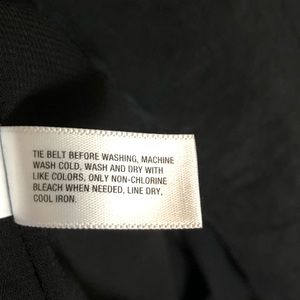 TIE BELT BEFORE WASHING, MACHINE
WASH COLD, WASH AND DRY WITH
LIKE COLORS, ONLY NON-CHLORINE
BLEACH WHEN NEEDED, LINE DRY,
COOL IRON.